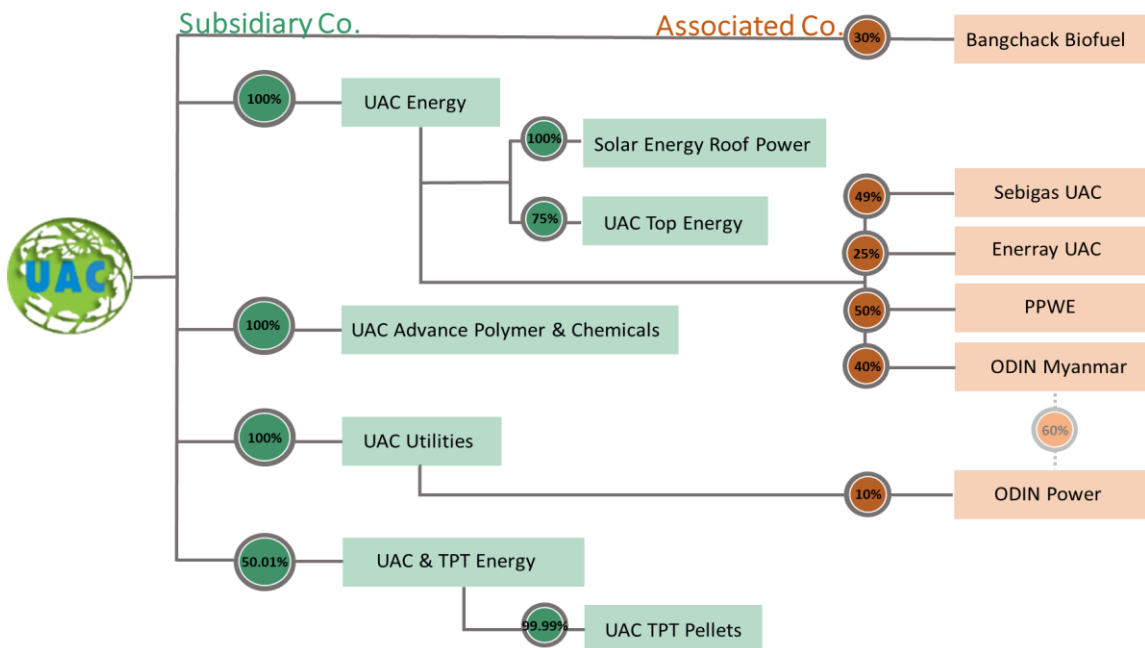 Subsidiary Co.
Associated Co.
30%
Bangchack Biofuel
100%
UAC Energy
100%
Solar Energy Roof Power
75%
UAC Top Energy
49%
Sebigas UAC
25%
Enerray UAC
UAC
50%
PPWE
100%
UAC Advance Polymer & Chemicals
40%
ODIN Myanmar
60%
100%
UAC Utilities
10%
ODIN Power
50.01%
UAC & TPT Energy
99.99%
UAC TPT Pellets